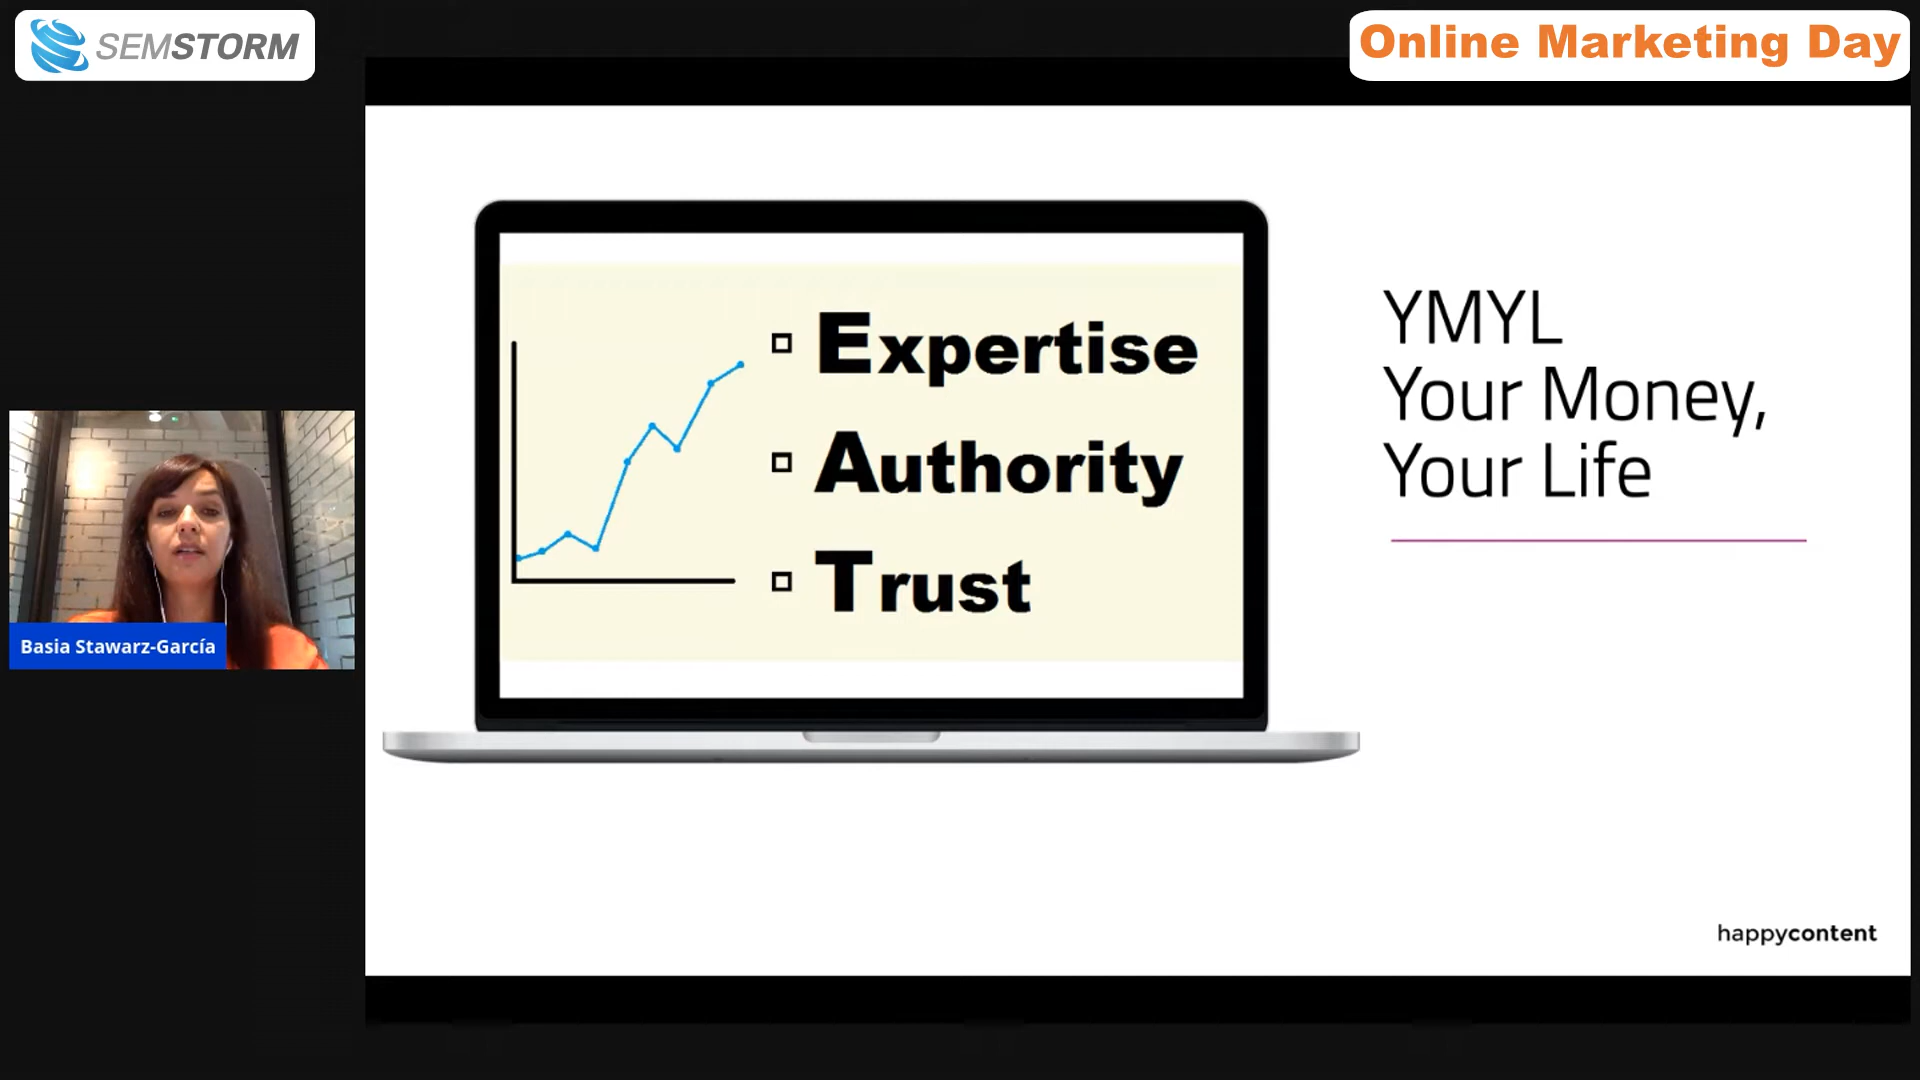 SEMSTORM
Online Marketing Day
Expertise
Authority
Trust
YMYL
Your Money,
Your Life
Basia Stawarz-García
happycontent